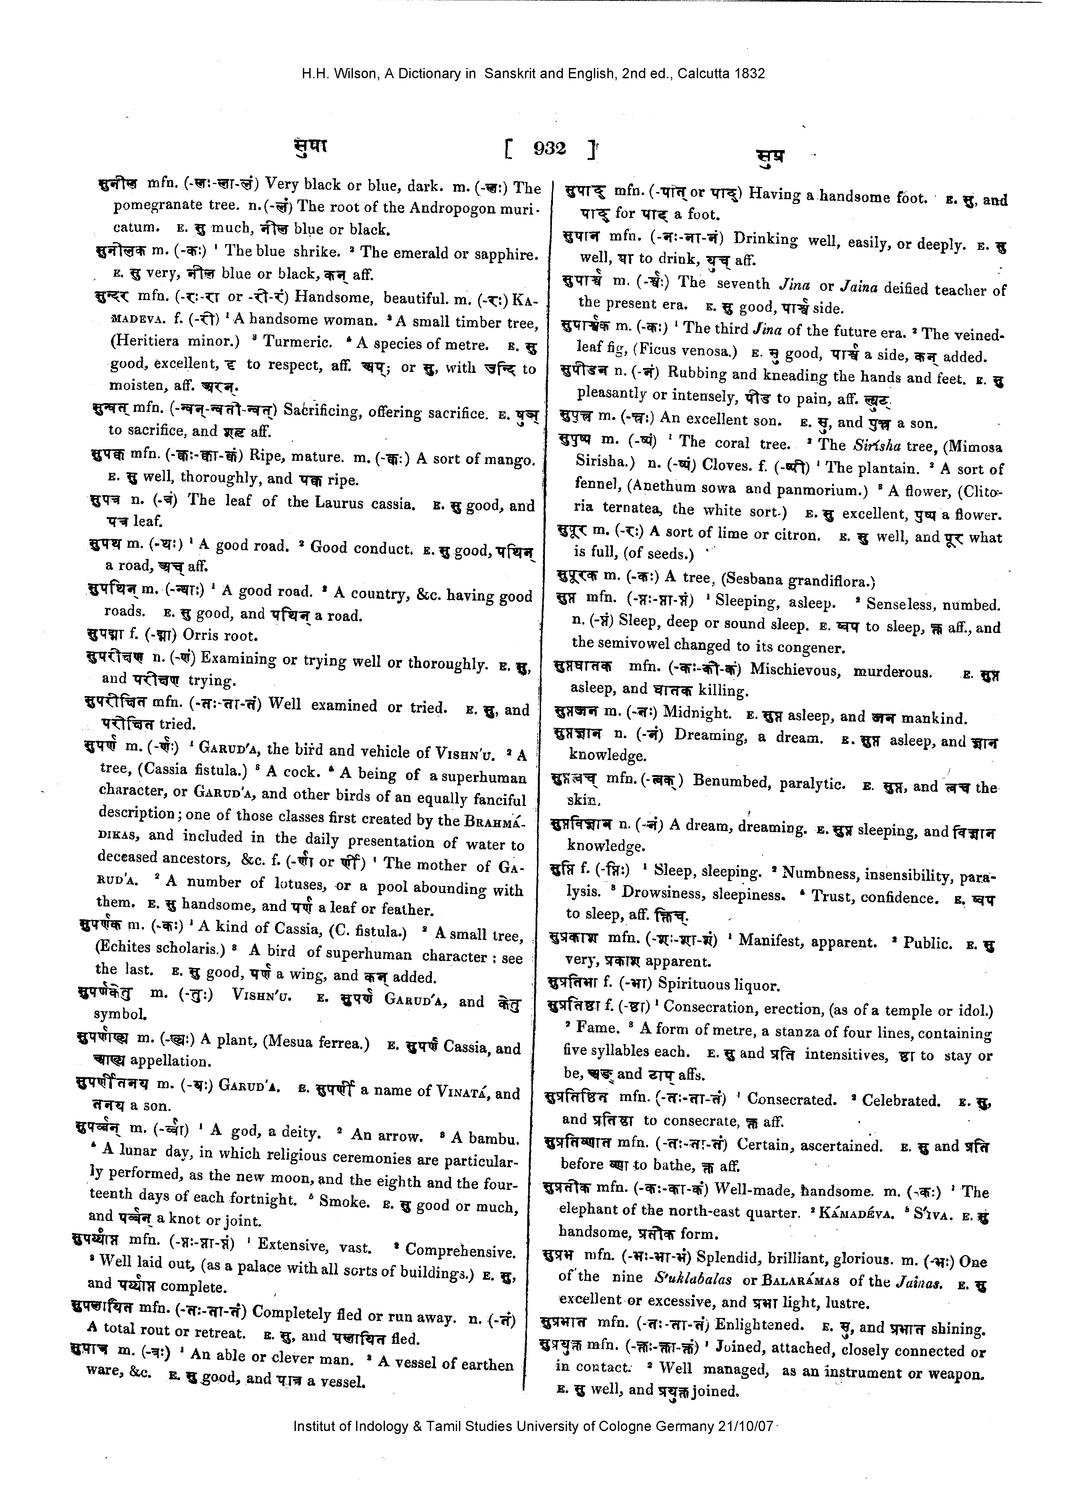 H.H. Wilson, A Dictionary in Sanskrit and English, 2nd ed., Calcutta 1832
सुपा [ 932 ] सुप्र
सुनील mfn. (-लः-ला-लं) Very black or blue, dark. m. (-लः) The
pomegranate tree. n. (-लं) The root of the Andropogon muri-
catum. E. सु much, नील blue or black.
सुनीलक m. (-कः) ¹ The blue shrike. ² The emerald or sapphire.
E. सु very, नील blue or black, कन् aff.
सुन्दर mfn. (-रः-रा or -री-रं) Handsome, beautiful. m. (-रः) KA-
MADEVA. f. (-री) ¹ A handsome woman. ² A small timber tree,
(Heritiera minor.) ³ Turmeric. ⁴ A species of metre. E. सु
good, excellent, दृ to respect, aff. अप्; or सु, with उन्दि to
moisten, aff. अरन्.
सुन्वत् mfn. (-न्वन्-न्वती-न्वत्) Sacrificing, offering sacrifice. E. षुञ्
to sacrifice, and शतृ aff.
सुपक्व mfn. (-क्वः-क्वा-क्वं) Ripe, mature. m. (-क्वः) A sort of mango.
E. सु well, thoroughly, and पक्व ripe.
सुपत्र n. (-त्रं) The leaf of the Laurus cassia. E. सु good, and
पत्र leaf.
सुपथ m. (-थः) ¹ A good road. ² Good conduct. E. सु good, पथिन्
a road, अच् aff.
सुपथिन् m. (-न्थाः) ¹ A good road. ² A country, &c. having good
roads. E. सु good, and पथिन् a road.
सुपद्मा f. (-द्मा) Orris root.
सुपरीक्षण n. (-णं) Examining or trying well or thoroughly. E. सु,
and परीक्षण trying.
सुपरीक्षित mfn. (-तः-ता-तं) Well examined or tried. E. सु, and
परीक्षित tried.
सुपर्ण m. (-र्णः) ¹ GARUD'A, the bird and vehicle of VISHN'U. ² A
tree, (Cassia fistula.) ³ A cock. ⁴ A being of a superhuman
character, or GARUD'A, and other birds of an equally fanciful
description; one of those classes first created by the BRAHMÁ-
DIKAS, and included in the daily presentation of water to
deceased ancestors, &c. f. (-र्णा or र्णी) ¹ The mother of GA-
RUD'A. ² A number of lotuses, or a pool abounding with
them. E. सु handsome, and पर्ण a leaf or feather.
सुपर्णक m. (-कः) ¹ A kind of Cassia, (C. fistula.) ² A small tree,
(Echites scholaris.) ³ A bird of superhuman character : see
the last. E. सु good, पर्ण a wing, and कन् added.
सुपर्णकेतु m. (-तुः) VISHN'U. E. सुपर्ण GARUD'A, and केतु
symbol.
सुपर्णाख्य m. (-ख्यः) A plant, (Mesua ferrea.) E. सुपर्ण Cassia, and
आख्य appellation.
सुपर्णीतनय m. (-यः) GARUD'A. E. सुपर्णी a name of VINATÁ, and
तनय a son.
सुपर्व्वन् m. (-र्व्वा) ¹ A god, a deity. ² An arrow. ³ A bambu.
⁴ A lunar day, in which religious ceremonies are particular-
ly performed, as the new moon, and the eighth and the four-
teenth days of each fortnight. ⁵ Smoke. E. सु good or much,
and पर्व्वन् a knot or joint.
सुपर्य्याप्त mfn. (-प्तः-प्ता-प्तं) ¹ Extensive, vast. ² Comprehensive.
³ Well laid out, (as a palace with all sorts of buildings.) E. सु,
and पर्य्याप्त complete.
सुपलायित mfn. (-तः-ता-तं) Completely fled or run away. n. (-तं)
A total rout or retreat. E. सु, and पलायित fled.
सुपात्र m. (-त्रः) ¹ An able or clever man. ² A vessel of earthen
ware, &c. E. सु good, and पात्र a vessel.
सुपाद् mfn. (-पात् or पाद्) Having a handsome foot. E. सु, and
पाद् for पाद a foot.
सुपान mfn. (-नः-ना-नं) Drinking well, easily, or deeply. E. सु
well, पा to drink, युच् aff.
सुपार्श्व m. (-र्श्वः) The seventh Jina or Jaina deified teacher of
the present era. E. सु good, पार्श्व side.
सुपार्श्वक m. (-कः) ¹ The third Jina of the future era. ² The veined-
leaf fig, (Ficus venosa.) E. सु good, पार्श्व a side, कन् added.
सुपीडन n. (-नं) Rubbing and kneading the hands and feet. E. सु
pleasantly or intensely, पीड to pain, aff. ल्युट्.
सुपुत्त्र m. (-त्त्रः) An excellent son. E. सु, and पुत्त्र a son.
सुपुष्प m. (-ष्पं) ¹ The coral tree. ² The Sirísha tree, (Mimosa
Sirisha.) n. (-ष्पं) Cloves. f. (-ष्पी) ¹ The plantain. ² A sort of
fennel, (Anethum sowa and panmorium.) ³ A flower, (Clito-
ria ternatea, the white sort.) E. सु excellent, पुष्प a flower.
सुपूर m. (-रः) A sort of lime or citron. E. सु well, and पूर what
is full, (of seeds.)
सुपूरक m. (-कः) A tree, (Sesbana grandiflora.)
सुप्त mfn. (-प्तः-प्ता-प्तं) ¹ Sleeping, asleep. ² Senseless, numbed.
n. (-प्तं) Sleep, deep or sound sleep. E. ष्वप to sleep, क्त aff., and
the semivowel changed to its congener.
सुप्तघातक mfn. (-कः-की-कं) Mischievous, murderous. E. सुप्त
asleep, and घातक killing.
सुप्तजन m. (-नः) Midnight. E. सुप्त asleep, and जन mankind.
सुप्तज्ञान n. (-नं) Dreaming, a dream. E. सुप्त asleep, and ज्ञान
knowledge.
सुप्तत्वच् mfn. (-त्वक्) Benumbed, paralytic. E. सुप्त, and त्वच the
skin.
सुप्तविज्ञान n. (-नं) A dream, dreaming. E. सुप्त sleeping, and विज्ञान
knowledge.
सुप्ति f. (-प्तिः) ¹ Sleep, sleeping. ² Numbness, insensibility, para-
lysis. ³ Drowsiness, sleepiness. ⁴ Trust, confidence. E. ष्वप
to sleep, aff. क्तिच्.
सुप्रकाश mfn. (-शः-शा-शं) ¹ Manifest, apparent. ² Public. E. सु
very, प्रकाश apparent.
सुप्रतिभा f. (-भा) Spirituous liquor.
सुप्रतिष्ठा f. (-ष्ठा) ¹ Consecration, erection, (as of a temple or idol.)
² Fame. ³ A form of metre, a stanza of four lines, containing
five syllables each. E. सु and प्रति intensitives, ष्ठा to stay or
be, अङ् and टाप् affs.
सुप्रतिष्ठित mfn. (-तः-ता-तं) ¹ Consecrated. ² Celebrated. E. सु,
and प्रतिष्ठा to consecrate, क्त aff.
सुप्रतिष्णात mfn. (-तः-ता-तं) Certain, ascertained. E. सु and प्रति
before ष्णा to bathe, क्त aff.
सुप्रतीक mfn. (-कः-का-कं) Well-made, handsome. m. (-कः) ¹ The
elephant of the north-east quarter. ² KÁMADÉVA. ³ S'IVA. E. सु
handsome, प्रतीक form.
सुप्रभ mfn. (-भः-भा-भं) Splendid, brilliant, glorious. m. (-भः) One
of the nine S'uklabalas or BALARÁMAS of the Jainas. E. सु
excellent or excessive, and प्रभा light, lustre.
सुप्रभात mfn. (-तः-ता-तं) Enlightened. E. सु, and प्रभात shining.
सुप्रयुक्त mfn. (-क्तः-क्ता-क्तं) ¹ Joined, attached, closely connected or
in contact. ² Well managed, as an instrument or weapon.
E. सु well, and प्रयुक्त joined.
Institut of Indology & Tamil Studies University of Cologne Germany 21/10/07